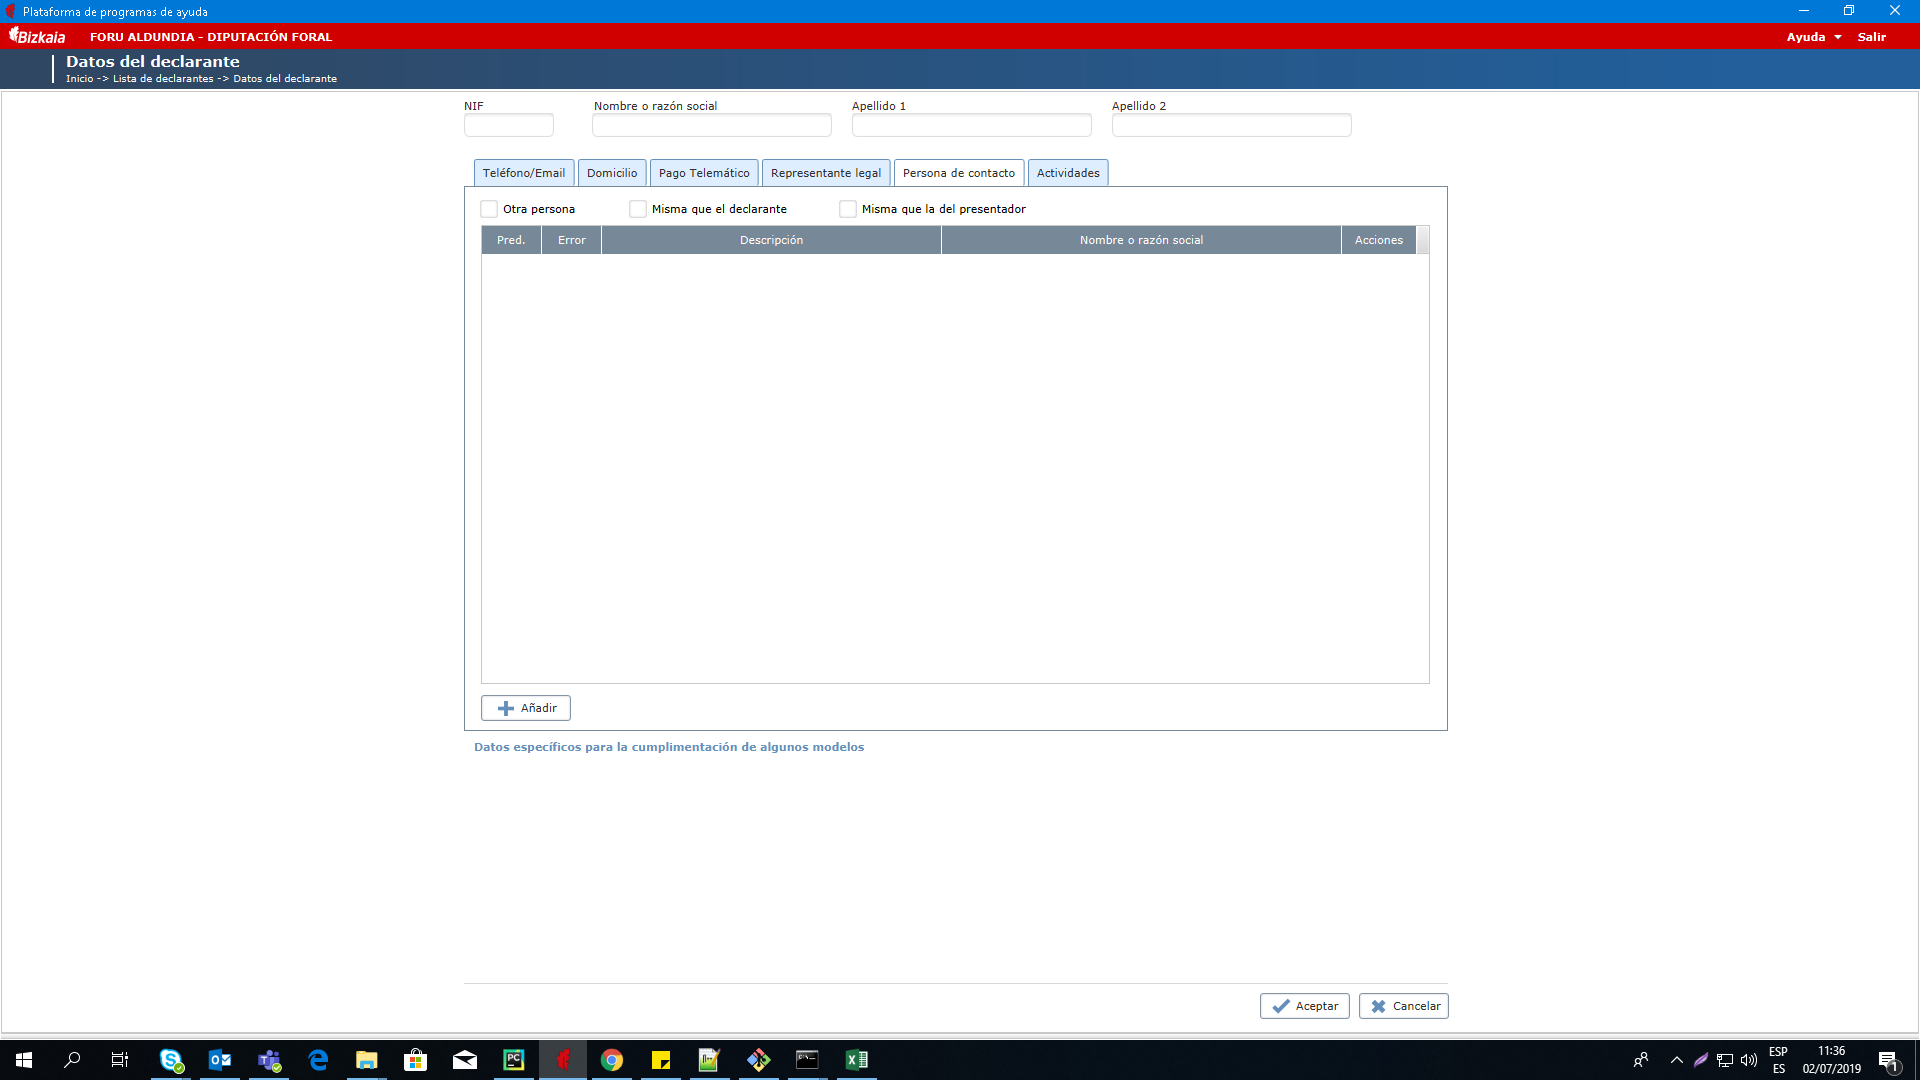 Plataforma de programas de ayuda
Bizkaia FORU ALDUNDIA - DIPUTACIÓN FORAL Ayuda Salir
Datos del declarante
Inicio -> Lista de declarantes -> Datos del declarante
NIF Nombre o razón social Apellido 1 Apellido 2
Teléfono/Email Domicilio Pago Telemático Representante legal Persona de contacto Actividades
Otra persona Misma que el declarante Misma que la del presentador
Pred. Error Descripción Nombre o razón social Acciones
Añadir
Datos específicos para la cumplimentación de algunos modelos
Aceptar Cancelar
ESP 11:36
ES 02/07/2019 1